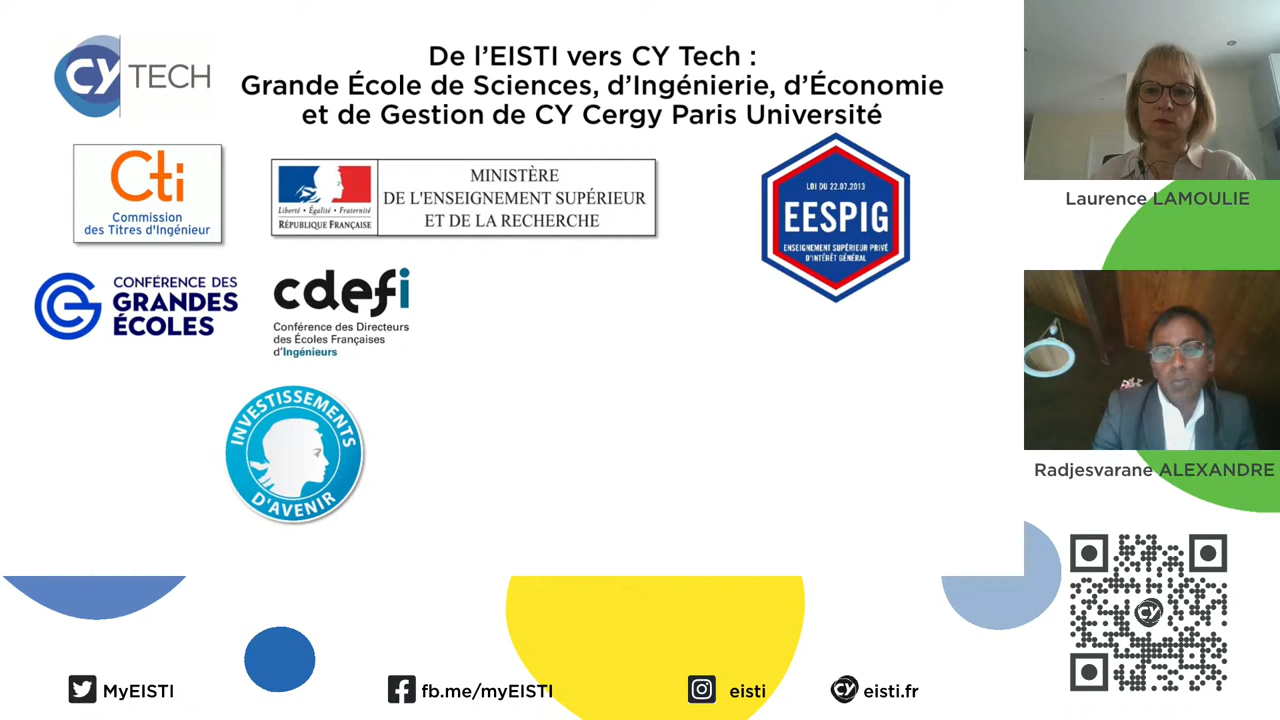 CY TECH
De l'EISTI vers CY Tech :
Grande École de Sciences, d'Ingénierie, d'Économie
et de Gestion de CY Cergy Paris Université
Cti
Commission
des Titres d'Ingénieur
Liberté • Égalité • Fraternité
RÉPUBLIQUE FRANÇAISE
MINISTÈRE
DE L'ENSEIGNEMENT SUPÉRIEUR
ET DE LA RECHERCHE
LOI DU 22.07.2013
EESPIG
ENSEIGNEMENT SUPÉRIEUR PRIVÉ
D'INTÉRÊT GÉNÉRAL
CONFÉRENCE DES
GRANDES
ÉCOLES
cdefi
Conférence des Directeurs
des Écoles Françaises
d'Ingénieurs
INVESTISSEMENTS
D'AVENIR
Laurence LAMOULIE
Radjesvarane ALEXANDRE
CY
MyEISTI
fb.me/myEISTI
eisti
CY eisti.fr